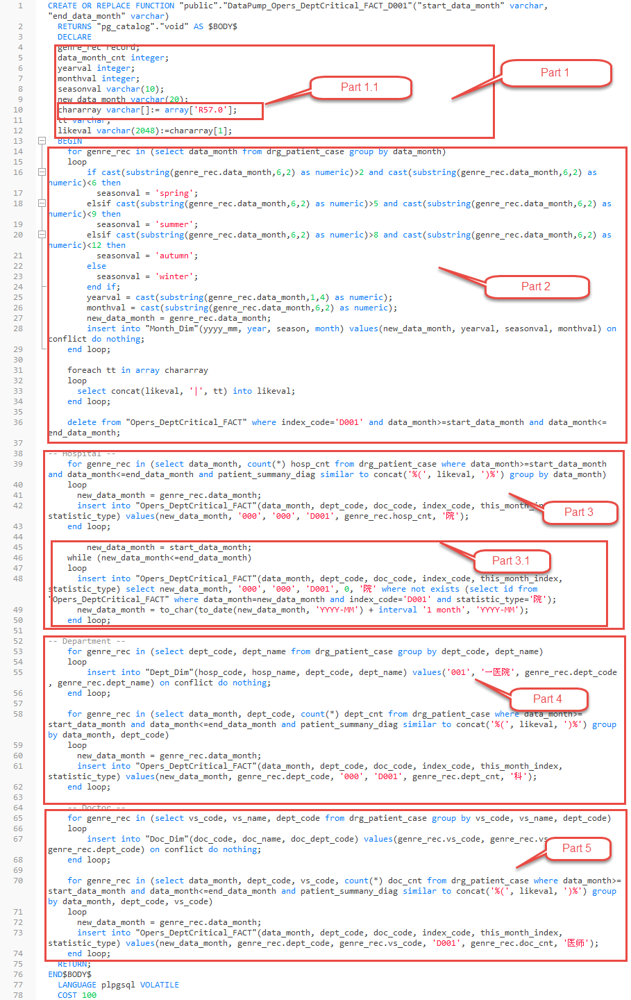 1 CREATE OR REPLACE FUNCTION "public"."DataPump_Opers_DeptCritical_FACT_D001"("start_data_month" varchar,
"end_data_month" varchar)
2 RETURNS "pg_catalog"."void" AS $BODY$
3 DECLARE
4 genre_rec record;
5 data_month_cnt integer;
6 yearval integer;
7 monthval integer;
8 seasonval varchar(10);
9 new_data_month varchar(20);
10 chararray varchar[]:= array['R57.0'];
11 tt varchar;
12 likeval varchar(2048):=chararray[1];
Part 1
Part 1.1
13 BEGIN
14 for genre_rec in (select data_month from drg_patient_case group by data_month)
15 loop
16 if cast(substring(genre_rec.data_month,6,2) as numeric)>2 and cast(substring(genre_rec.data_month,6,2) as
numeric)<6 then
17 seasonval = 'spring';
18 elsif cast(substring(genre_rec.data_month,6,2) as numeric)>5 and cast(substring(genre_rec.data_month,6,2) as
numeric)<9 then
19 seasonval = 'summer';
20 elsif cast(substring(genre_rec.data_month,6,2) as numeric)>8 and cast(substring(genre_rec.data_month,6,2) as
numeric)<12 then
21 seasonval = 'autumn';
22 else
23 seasonval = 'winter';
24 end if;
25 yearval = cast(substring(genre_rec.data_month,1,4) as numeric);
26 monthval = cast(substring(genre_rec.data_month,6,2) as numeric);
27 new_data_month = genre_rec.data_month;
28 insert into "Month_Dim"(yyyy_mm, year, season, month) values(new_data_month, yearval, seasonval, monthval) on
conflict do nothing;
29 end loop;
30
31 foreach tt in array chararray
32 loop
33 select concat(likeval, '|', tt) into likeval;
34 end loop;
35
36 delete from "Opers_DeptCritical_FACT" where index_code='D001' and data_month>=start_data_month and data_month<=
end_data_month;
37
Part 2
38 -- Hospital --
39 for genre_rec in (select data_month, count(*) hosp_cnt from drg_patient_case where data_month>=start_data_month
and data_month<=end_data_month and patient_summany_diag similar to concat('%(', likeval, ')%') group by data_month)
40 loop
41 new_data_month = genre_rec.data_month;
42 insert into "Opers_DeptCritical_FACT"(data_month, dept_code, doc_code, index_code, this_month_in
statistic_type) values(new_data_month, '000', '000', 'D001', genre_rec.hosp_cnt, '院');
43 end loop;
44
Part 3
45 new_data_month = start_data_month;
46 while (new_data_month<=end_data_month)
47 loop
48 insert into "Opers_DeptCritical_FACT"(data_month, dept_code, doc_code, index_code, this_month_index,
statistic_type) select new_data_month, '000', '000', 'D001', 0, '院' where not exists (select id from
"Opers_DeptCritical_FACT" where data_month=new_data_month and index_code='D001' and statistic_type='院');
49 new_data_month = to_char(to_date(new_data_month, 'YYYY-MM') + interval '1 month', 'YYYY-MM');
50 end loop;
51
Part 3.1
52 -- Department --
53 for genre_rec in (select dept_code, dept_name from drg_patient_case group by dept_code, dept_name)
54 loop
55 insert into "Dept_Dim"(hosp_code, hosp_name, dept_code, dept_name) values('001', '一医院', genre_rec.dept_code
, genre_rec.dept_name) on conflict do nothing;
56 end loop;
57
58 for genre_rec in (select data_month, dept_code, count(*) dept_cnt from drg_patient_case where data_month>=
start_data_month and data_month<=end_data_month and patient_summany_diag similar to concat('%(', likeval, ')%') group
by data_month, dept_code)
59 loop
60 new_data_month = genre_rec.data_month;
61 insert into "Opers_DeptCritical_FACT"(data_month, dept_code, doc_code, index_code, this_month_index,
statistic_type) values(new_data_month, genre_rec.dept_code, '000', 'D001', genre_rec.dept_cnt, '科');
62 end loop;
63
Part 4
64 -- Doctor --
65 for genre_rec in (select vs_code, vs_name, dept_code from drg_patient_case group by vs_code, vs_name, dept_code)
66 loop
67 insert into "Doc_Dim"(doc_code, doc_name, doc_dept_code) values(genre_rec.vs_code, genre_rec.vs
genre_rec.dept_code) on conflict do nothing;
68 end loop;
69
70 for genre_rec in (select data_month, dept_code, vs_code, count(*) doc_cnt from drg_patient_case where data_month>=
start_data_month and data_month<=end_data_month and patient_summany_diag similar to concat('%(', likeval, ')%') group
by data_month, dept_code, vs_code)
71 loop
72 new_data_month = genre_rec.data_month;
73 insert into "Opers_DeptCritical_FACT"(data_month, dept_code, doc_code, index_code, this_month_index,
statistic_type) values(new_data_month, genre_rec.dept_code, genre_rec.vs_code, 'D001', genre_rec.doc_cnt, '医师');
74 end loop;
Part 5
75 RETURN;
76 END$BODY$
77 LANGUAGE plpgsql VOLATILE
78 COST 100